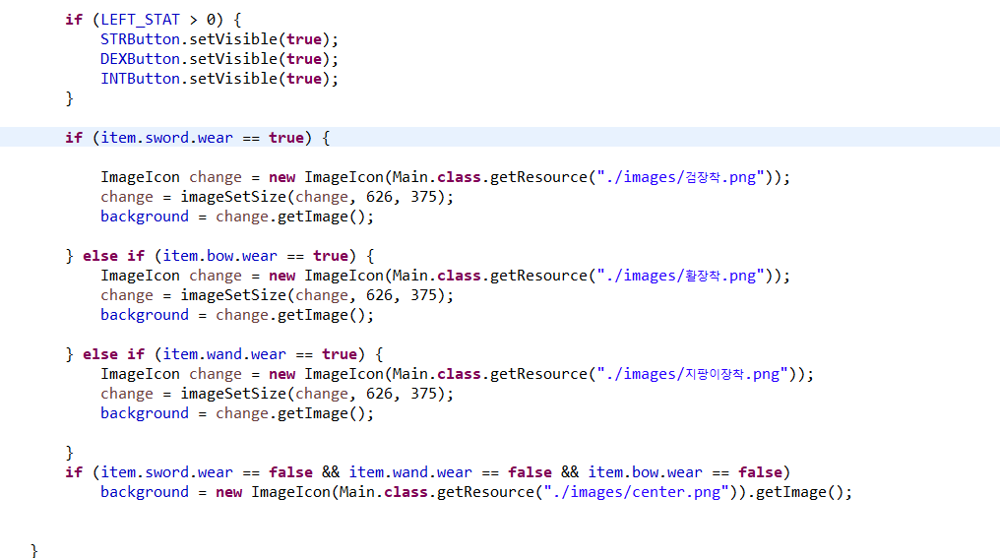 if (LEFT_STAT > 0) {
STRButton.setVisible(true);
DEXButton.setVisible(true);
INTButton.setVisible(true);
}
if (item.sword.wear == true) {
ImageIcon change = new ImageIcon(Main.class.getResource("./images/검장착.png"));
change = imageSetSize(change, 626, 375);
background = change.getImage();
} else if (item.bow.wear == true) {
ImageIcon change = new ImageIcon(Main.class.getResource("./images/활장착.png"));
change = imageSetSize(change, 626, 375);
background = change.getImage();
} else if (item.wand.wear == true) {
ImageIcon change = new ImageIcon(Main.class.getResource("./images/지팡이장착.png"));
change = imageSetSize(change, 626, 375);
background = change.getImage();
}
if (item.sword.wear == false && item.wand.wear == false && item.bow.wear == false)
background = new ImageIcon(Main.class.getResource("./images/center.png")).getImage();
}